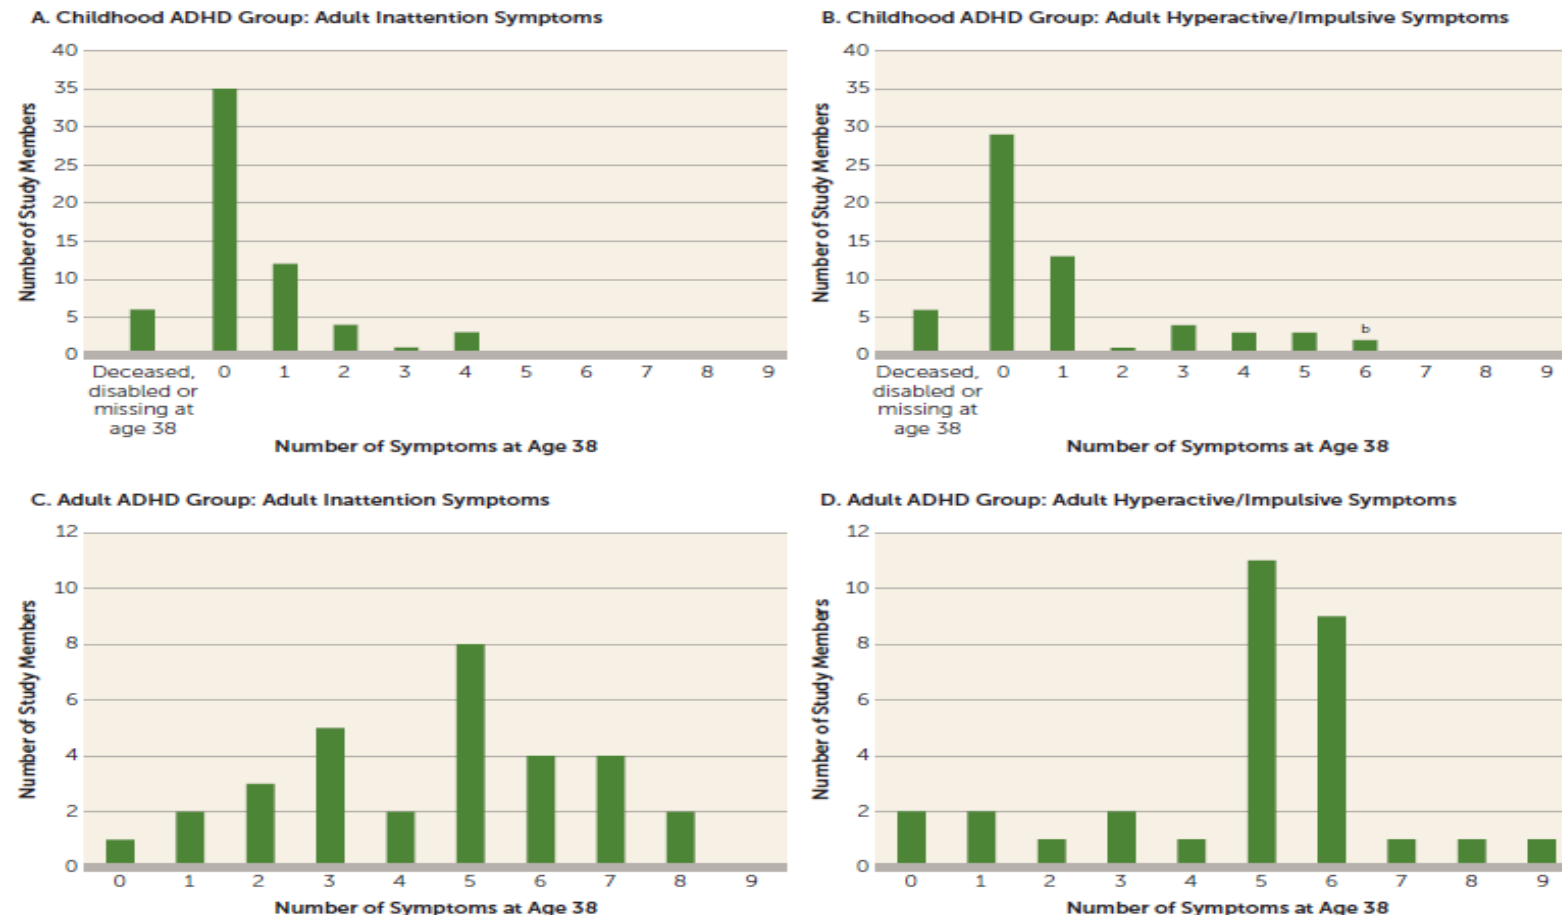 A. Childhood ADHD Group: Adult Inattention Symptoms
40
35
30
25
20
15
10
5
0
Number of Study Members
Deceased, disabled or missing at age 38
0 1 2 3 4 5 6 7 8 9
Number of Symptoms at Age 38
B. Childhood ADHD Group: Adult Hyperactive/Impulsive Symptoms
40
35
30
25
20
15
10
5
0
Number of Study Members
b
Deceased, disabled or missing at age 38
0 1 2 3 4 5 6 7 8 9
Number of Symptoms at Age 38
C. Adult ADHD Group: Adult Inattention Symptoms
12
10
8
6
4
2
0
Number of Study Members
0 1 2 3 4 5 6 7 8 9
Number of Symptoms at Age 38
D. Adult ADHD Group: Adult Hyperactive/Impulsive Symptoms
12
10
8
6
4
2
0
Number of Study Members
0 1 2 3 4 5 6 7 8 9
Number of Symptoms at Age 38